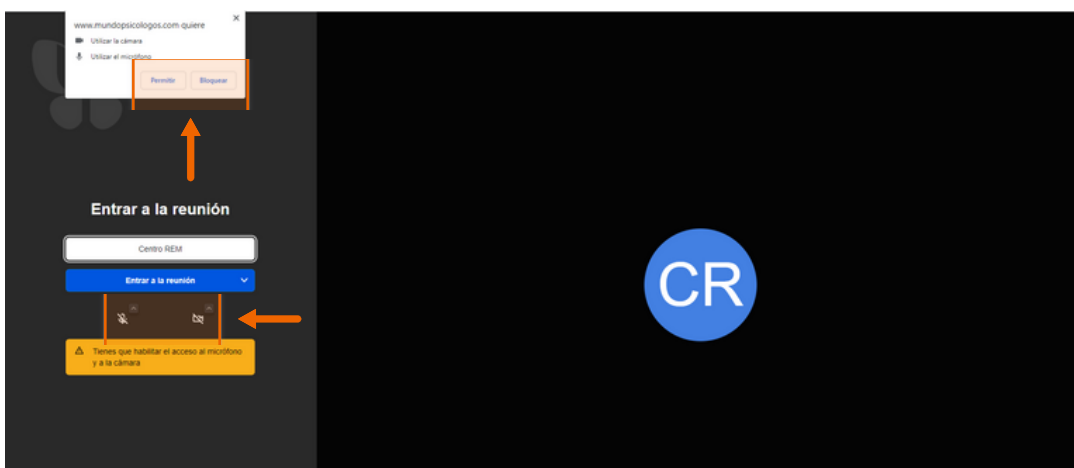 www.mundopsicologos.com quiere
Utilizar la cámara
Utilizar el micrófono
Permitir
Bloquear
Entrar a la reunión
Centro REM
Entrar a la reunión
Tienes que habilitar el acceso al micrófono
y a la cámara
CR